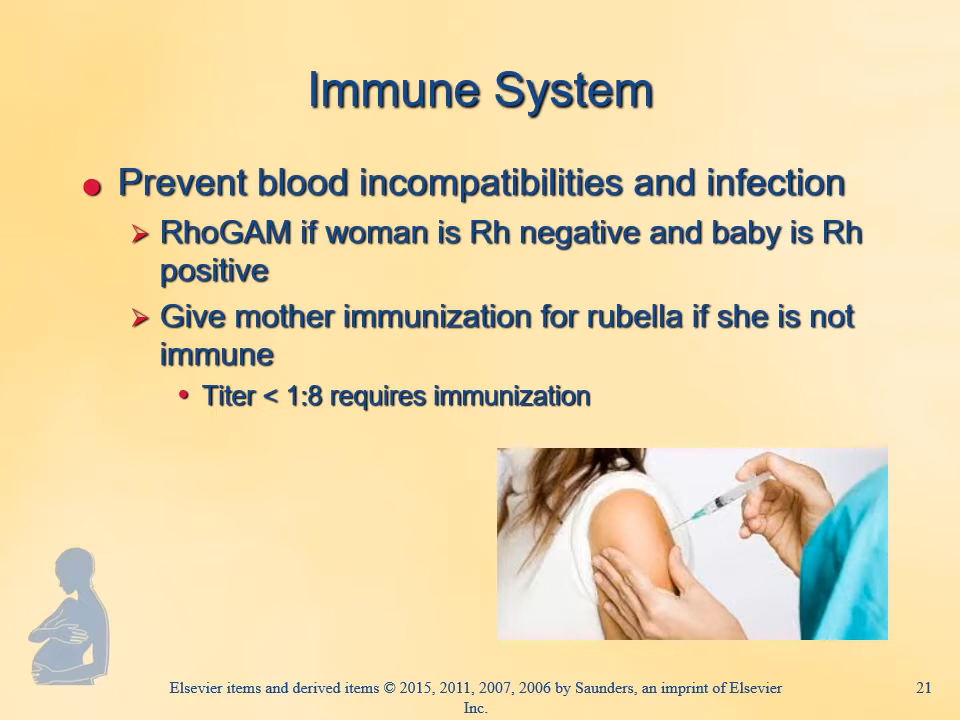 Immune System
Prevent blood incompatibilities and infection
RhoGAM if woman is Rh negative and baby is Rh
positive
Give mother immunization for rubella if she is not
immune
Titer < 1:8 requires immunization
Elsevier items and derived items © 2015, 2011, 2007, 2006 by Saunders, an imprint of Elsevier
Inc.
21